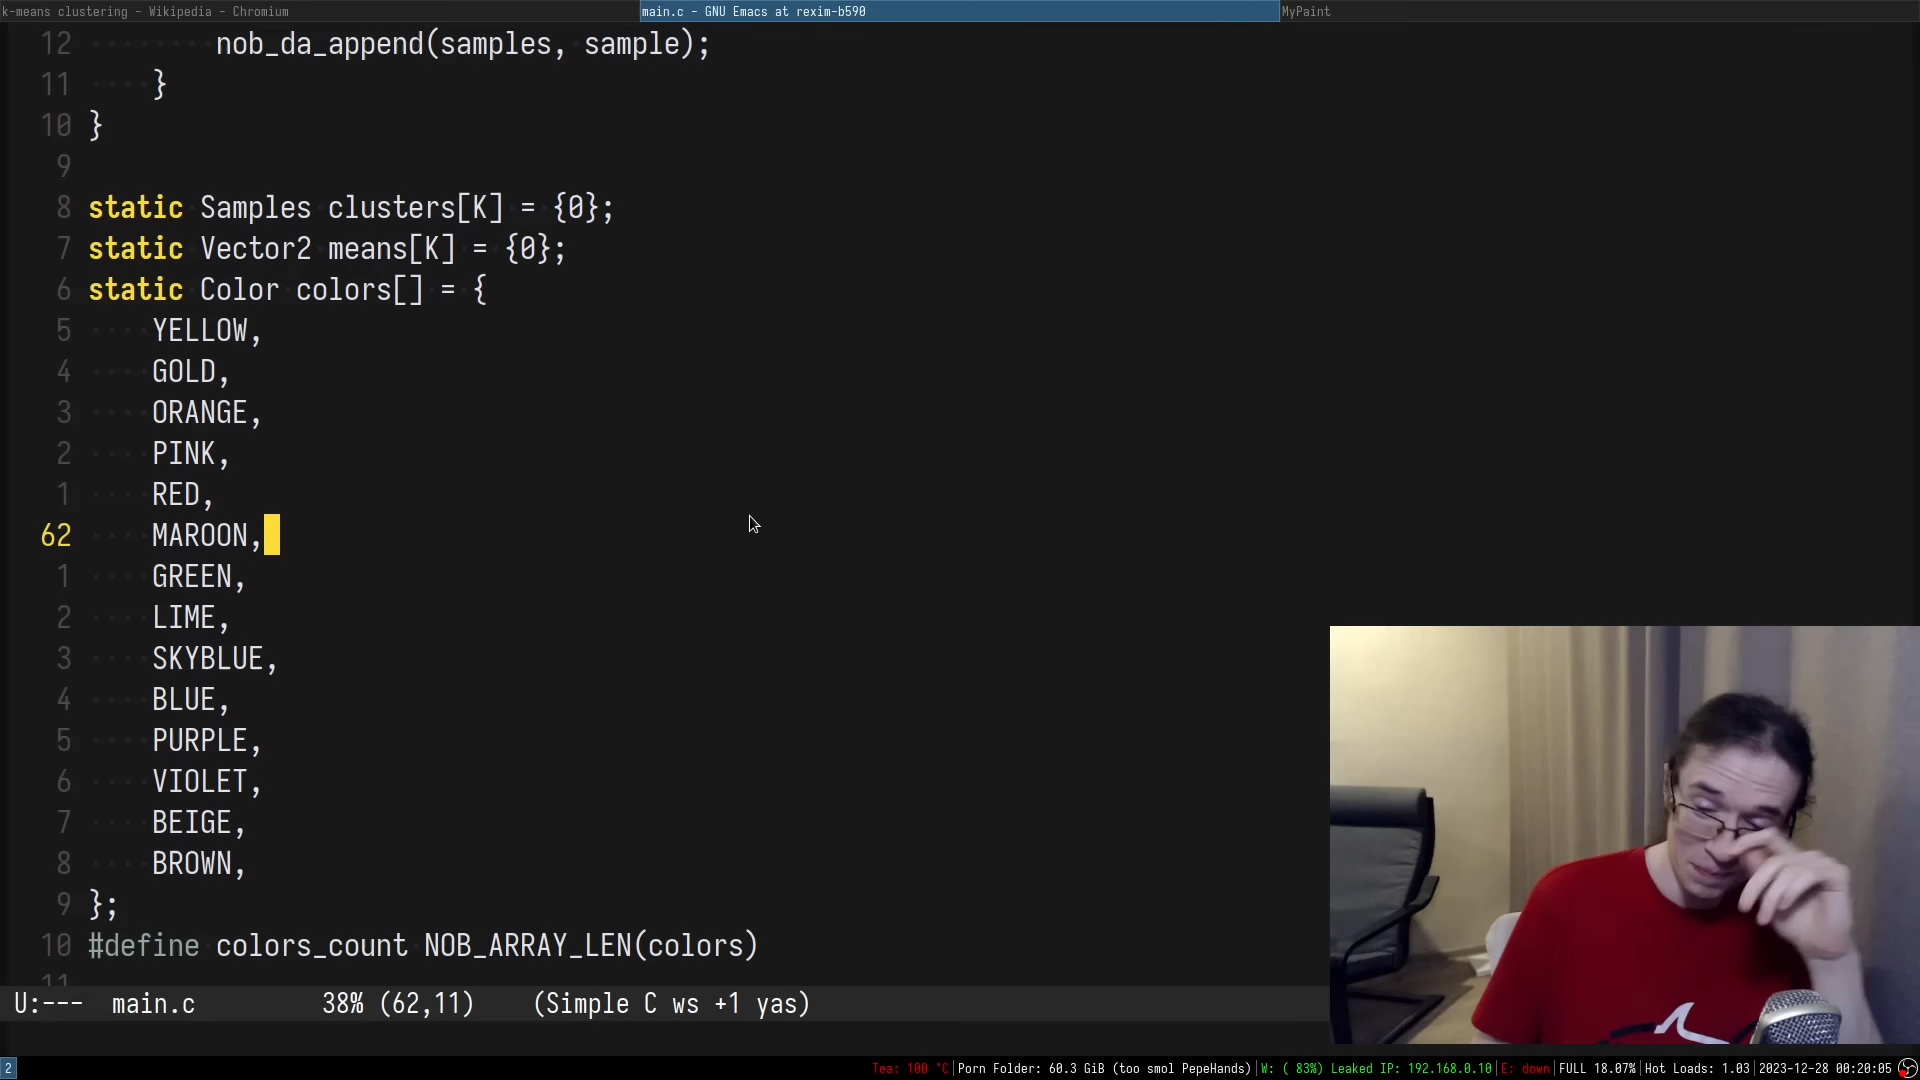 k-means clustering - Wikipedia - Chromium
main.c - GNU Emacs at rexim-b590
MyPaint
12 nob_da_append(samples, sample);
11 }
10 }
9
8 static Samples clusters[K] = {0};
7 static Vector2 means[K] = {0};
6 static Color colors[] = {
5 YELLOW,
4 GOLD,
3 ORANGE,
2 PINK,
1 RED,
62 MAROON,
1 GREEN,
2 LIME,
3 SKYBLUE,
4 BLUE,
5 PURPLE,
6 VIOLET,
7 BEIGE,
8 BROWN,
9 };
10 #define colors_count NOB_ARRAY_LEN(colors)
11
U:--- main.c 38% (62,11) (Simple C ws +1 yas)
2 Tea: 100 °C|Porn Folder: 60.3 GiB (too smol PepeHands)|W: ( 83%) Leaked IP: 192.168.0.10|E: down|FULL 18.07%|Hot Loads: 1.03|2023-12-28 00:20:05